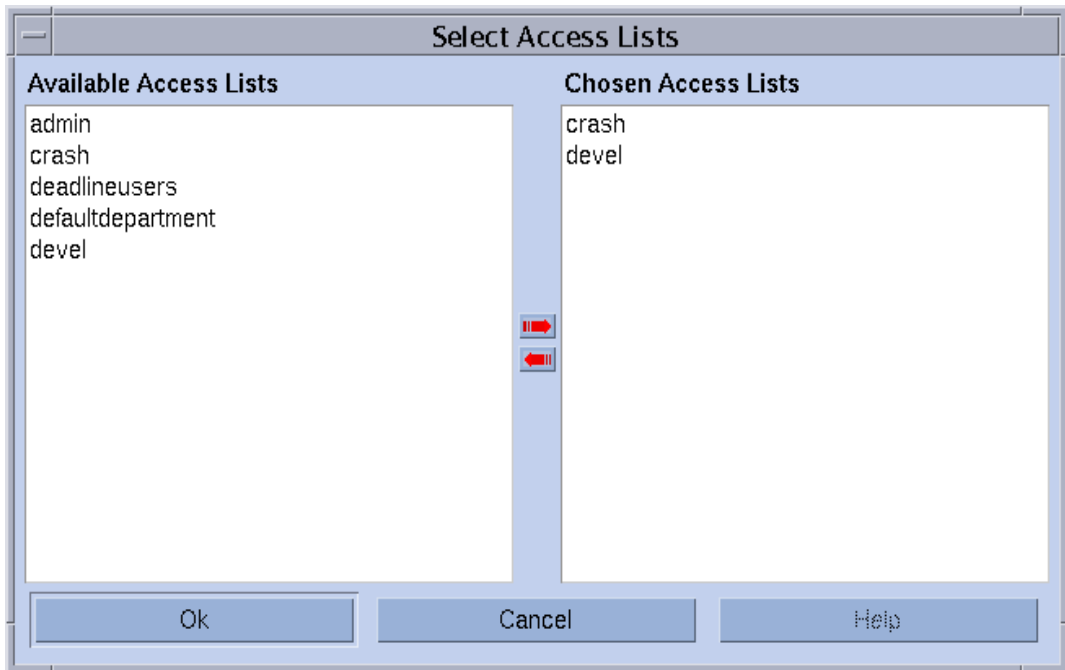 Select Access Lists
Available Access Lists
admin
crash
deadlineusers
defaultdepartment
devel
Chosen Access Lists
crash
devel
Ok
Cancel
Help